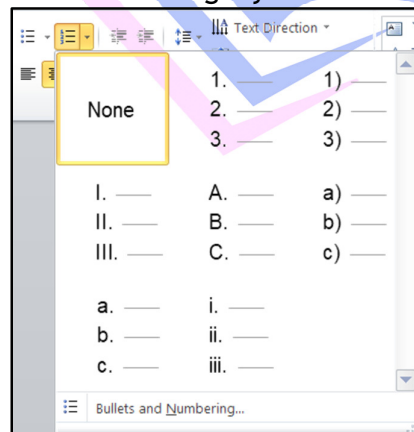 Text Direction
None
1.
2.
3.
1)
2)
3)
I.
II.
III.
A.
B.
C.
a)
b)
c)
a.
b.
c.
i.
ii.
iii.
Bullets and Numbering...